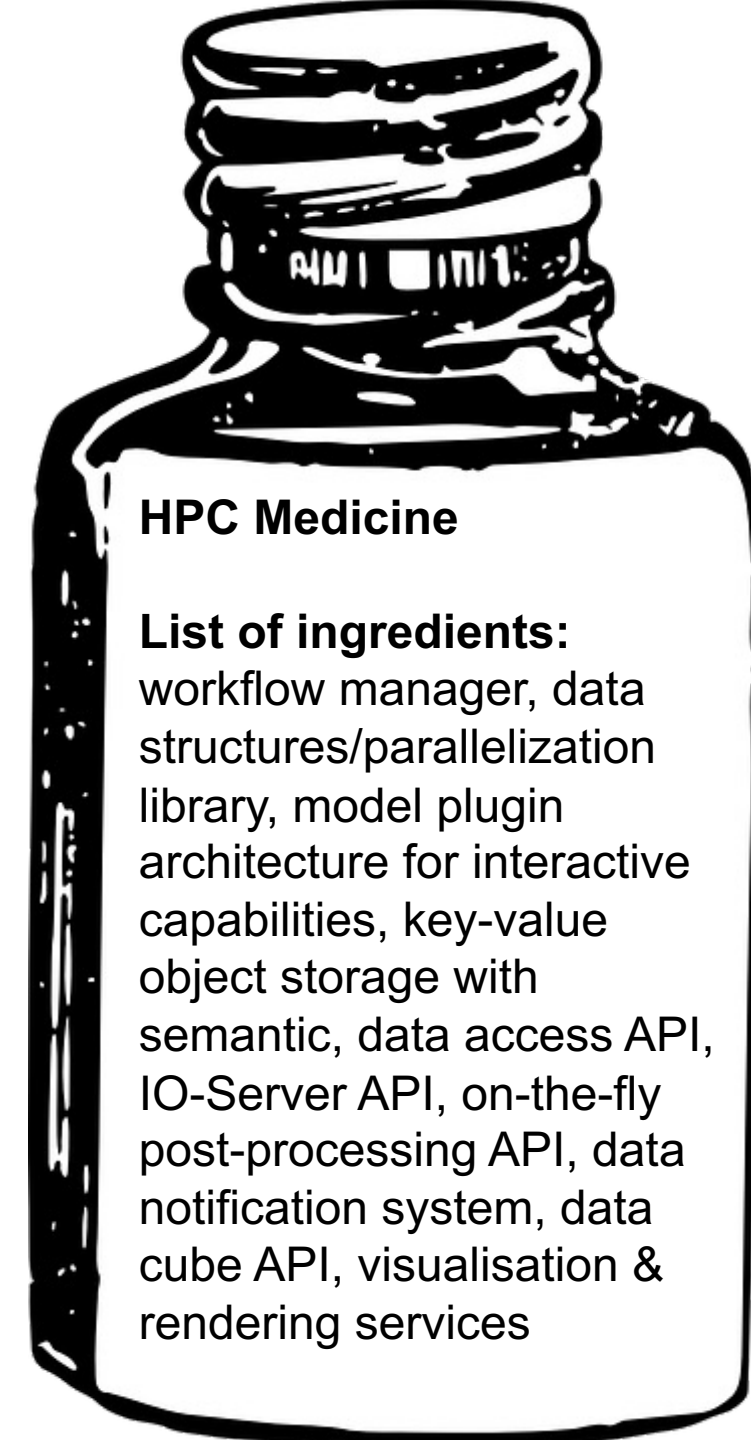 HPC Medicine
List of ingredients:
workflow manager, data
structures/parallelization
library, model plugin
architecture for interactive
capabilities, key-value
object storage with
semantic, data access API,
IO-Server API, on-the-fly
post-processing API, data
notification system, data
cube API, visualisation &
rendering services